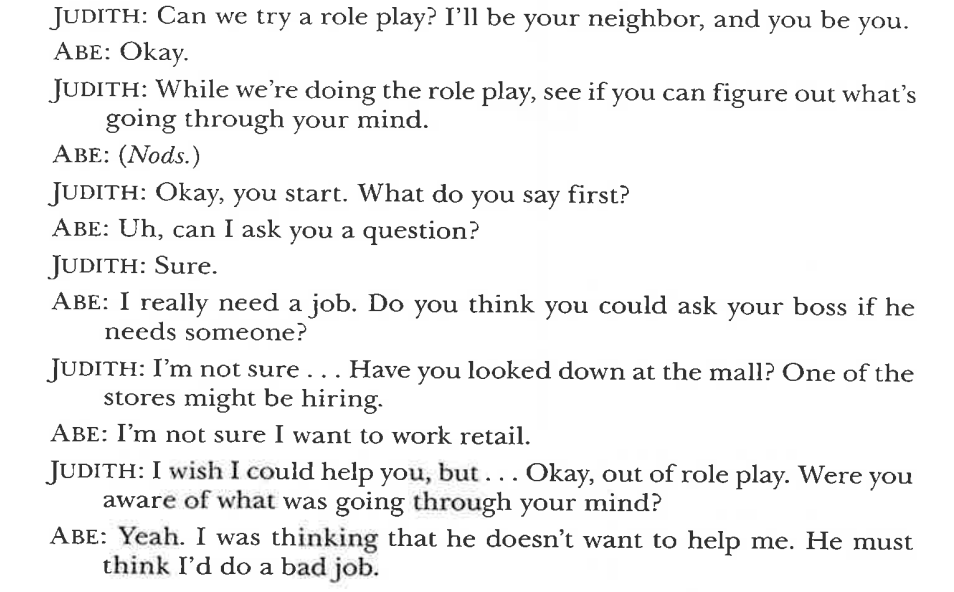 JUDITH: Can we try a role play? I'll be your neighbor, and you be you.
ABE: Okay.
JUDITH: While we're doing the role play, see if you can figure out what's
going through your mind.
ABE: (Nods.)
JUDITH: Okay, you start. What do you say first?
ABE: Uh, can I ask you a question?
JUDITH: Sure.
ABE: I really need a job. Do you think you could ask your boss if he
needs someone?
JUDITH: I'm not sure . . . Have you looked down at the mall? One of the
stores might be hiring.
ABE: I'm not sure I want to work retail.
JUDITH: I wish I could help you, but . . . Okay, out of role play. Were you
aware of what was going through your mind?
ABE: Yeah. I was thinking that he doesn't want to help me. He must
think I'd do a bad job.